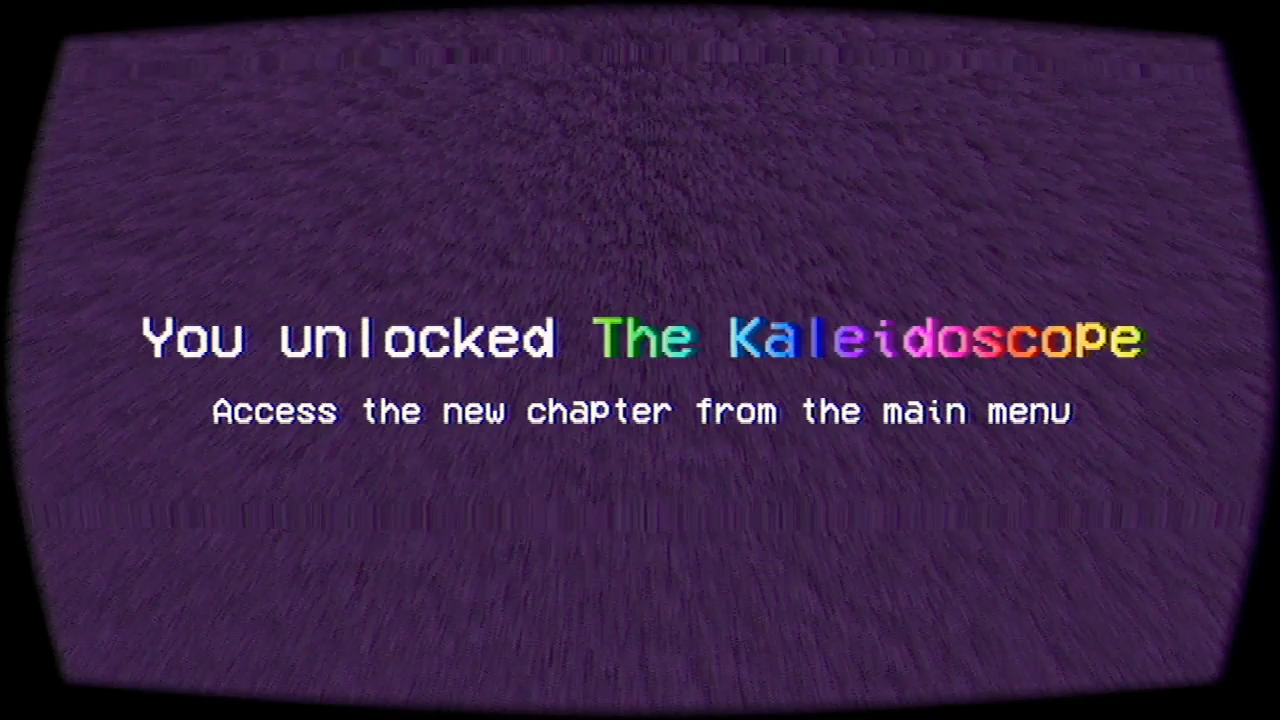 You unlocked The Kaleidoscope
Access the new chapter from the main menu